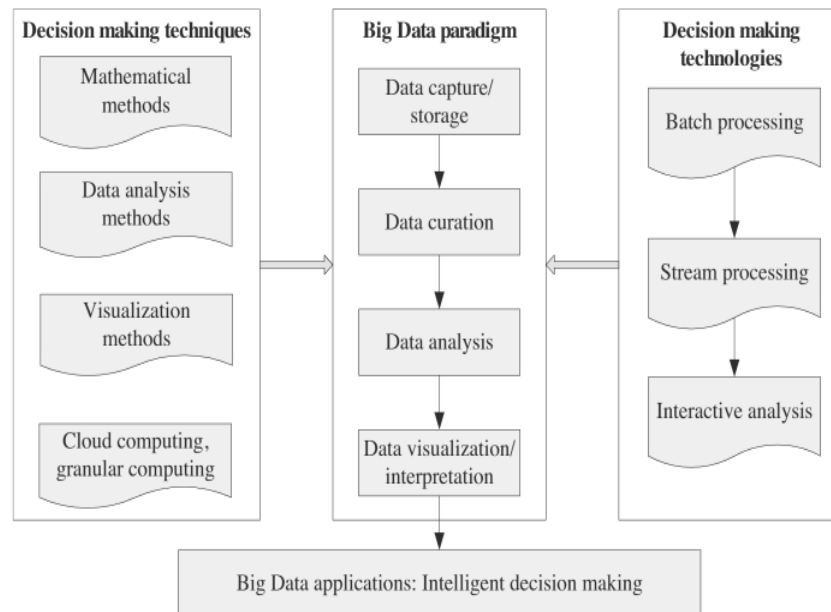 Decision making techniques
Mathematical
methods
Data analysis
methods
Visualization
methods
Cloud computing,
granular computing
Big Data paradigm
Data capture/
storage
Data curation
Data analysis
Data visualization/
interpretation
Decision making
technologies
Batch processing
Stream processing
Interactive analysis
Big Data applications: Intelligent decision making